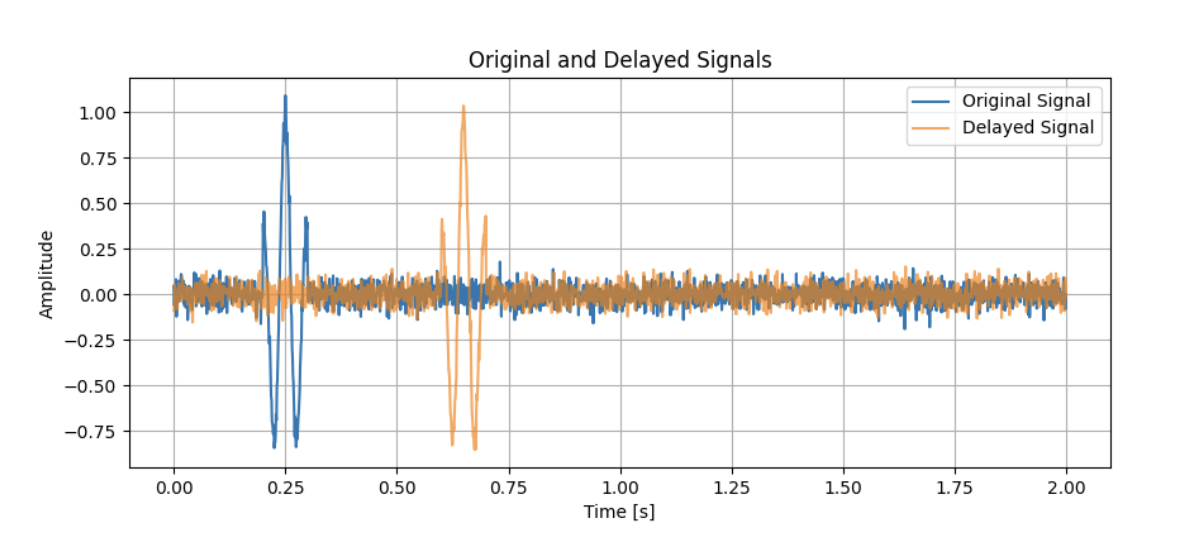 Original and Delayed Signals
Original Signal
Delayed Signal
Amplitude
1.00
0.75
0.50
0.25
0.00
−0.25
−0.50
−0.75
0.00 0.25 0.50 0.75 1.00 1.25 1.50 1.75 2.00
Time [s]